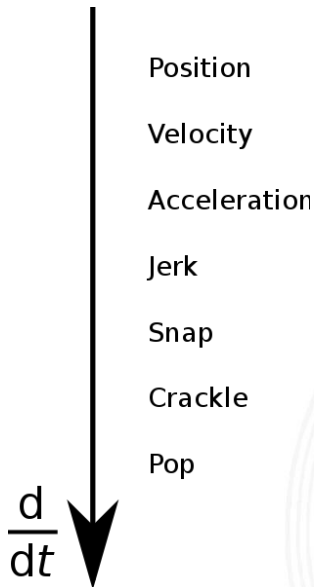 Position
Velocity
Acceleration
Jerk
Snap
Crackle
Pop
d
dt